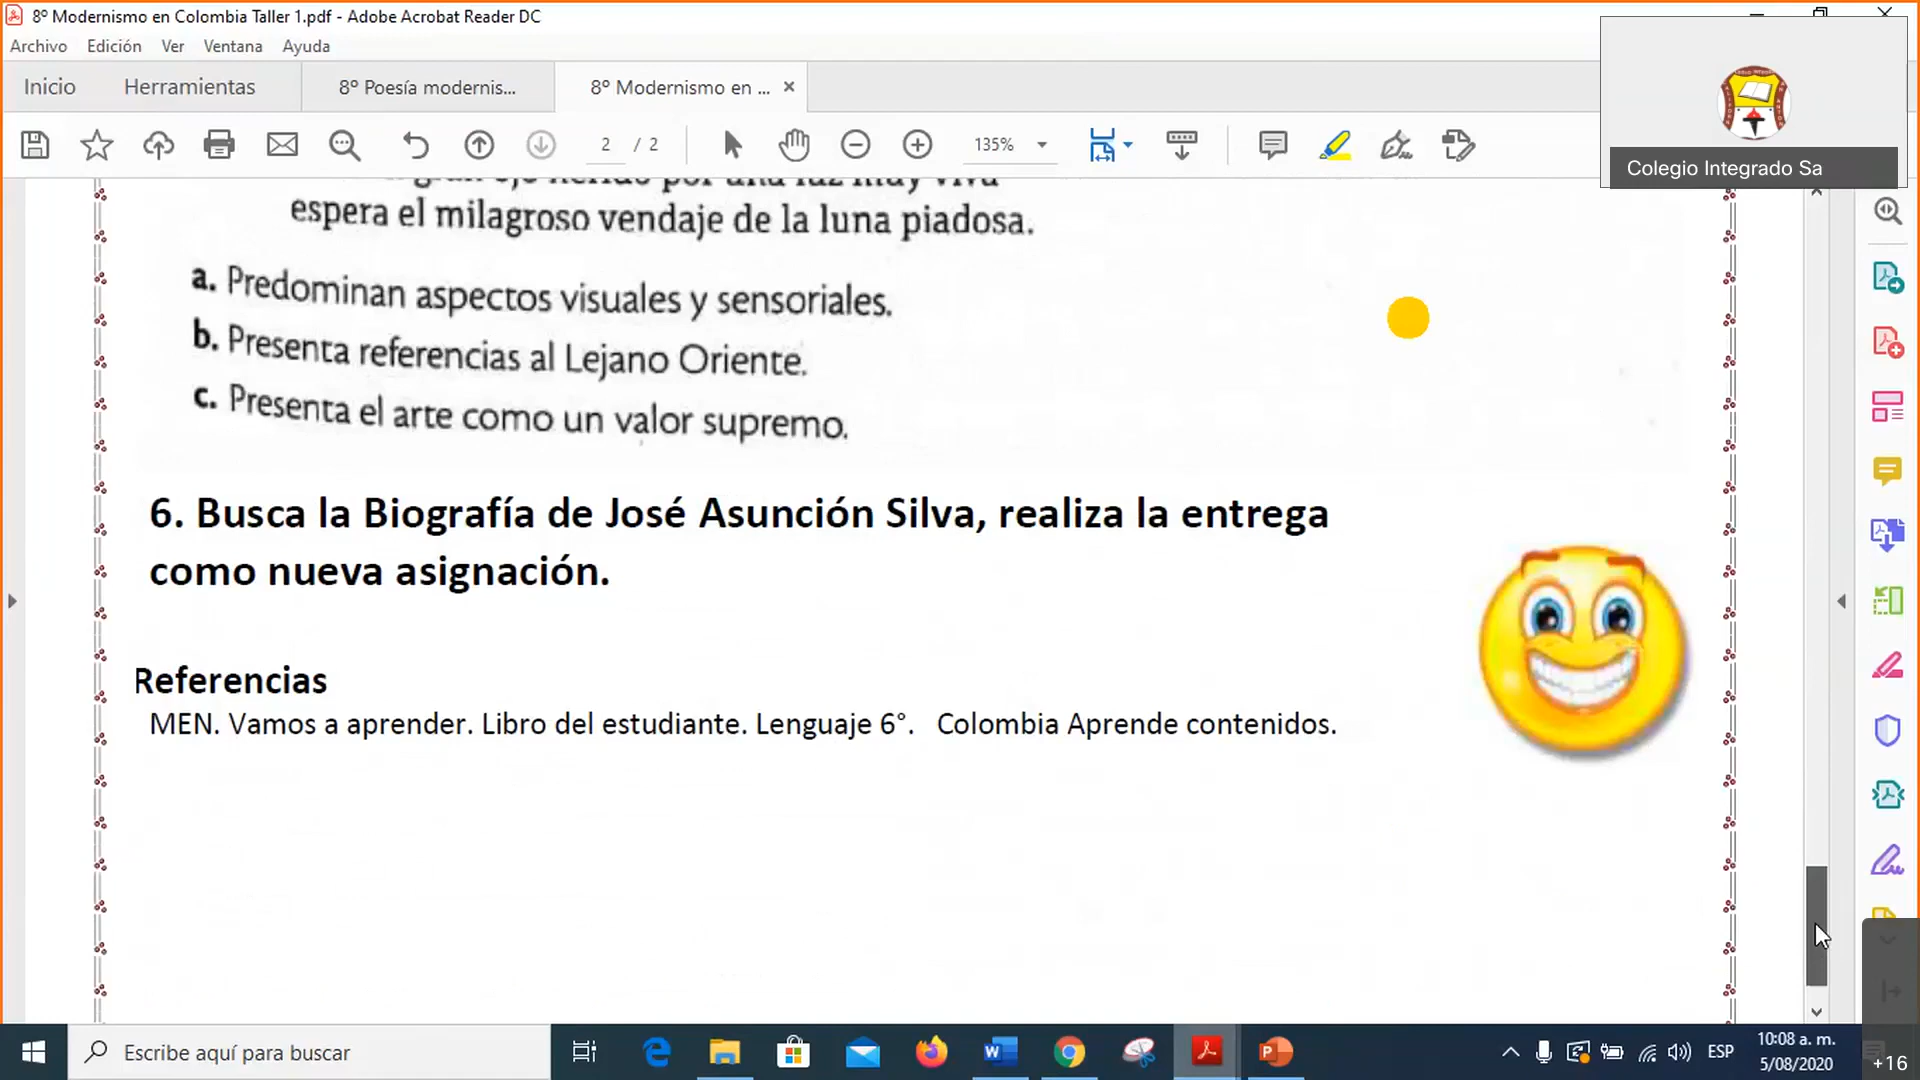 8º Modernismo en Colombia Taller 1.pdf - Adobe Acrobat Reader DC
Archivo Edición Ver Ventana Ayuda
Inicio Herramientas 8º Poesía modernis... 8º Modernismo en ...
2 / 2 135%
Colegio Integrado Sa
espera el milagroso vendaje de la luna piadosa.
a. Predominan aspectos visuales y sensoriales.
b. Presenta referencias al Lejano Oriente.
c. Presenta el arte como un valor supremo.
6. Busca la Biografía de José Asunción Silva, realiza la entrega
como nueva asignación.
Referencias
MEN. Vamos a aprender. Libro del estudiante. Lenguaje 6°. Colombia Aprende contenidos.
Escribe aquí para buscar
ESP
10:08 a. m.
5/08/2020
+16